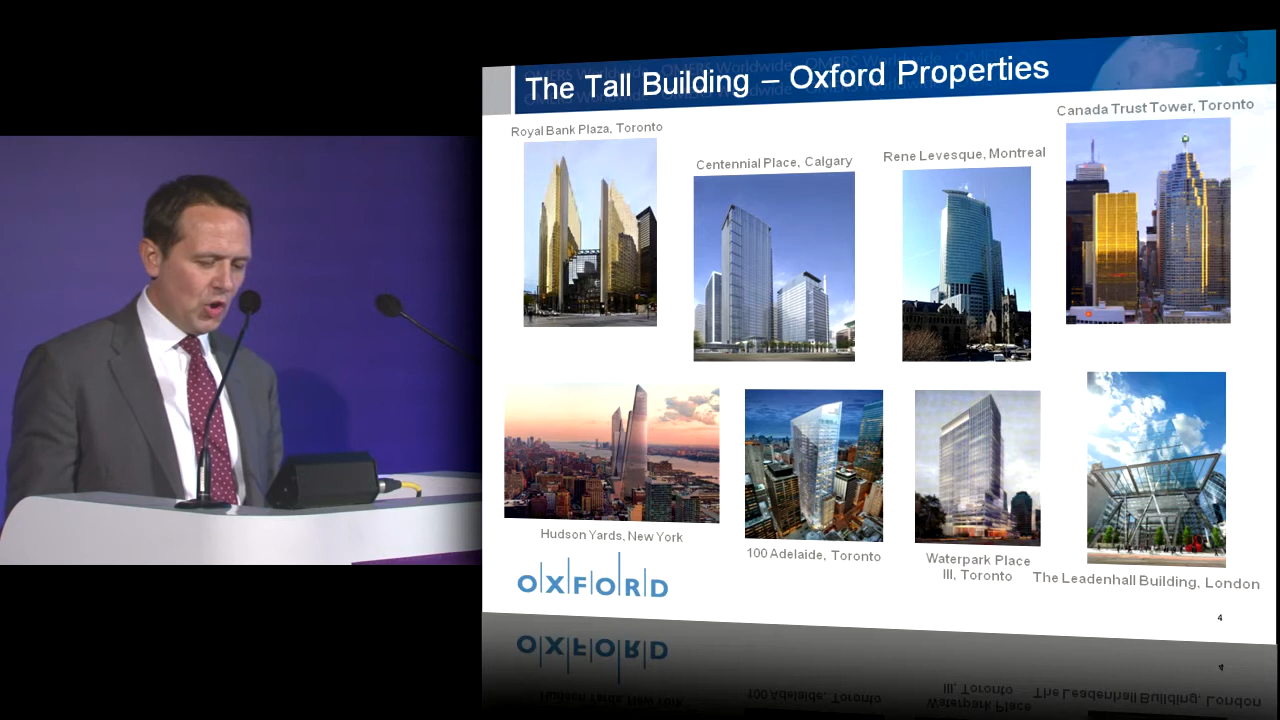 The Tall Building – Oxford Properties
Royal Bank Plaza, Toronto
Centennial Place, Calgary
Rene Levesque, Montreal
Canada Trust Tower, Toronto
Hudson Yards, New York
100 Adelaide, Toronto
Waterpark Place
III, Toronto
The Leadenhall Building, London
OXFORD
4